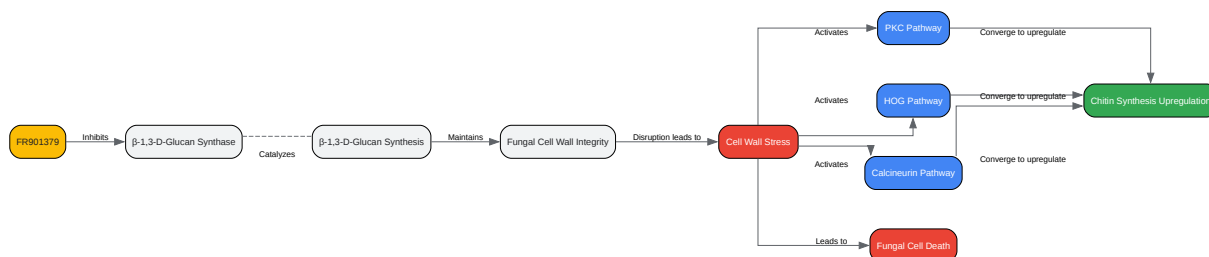 PKC Pathway
Activates
Converge to upgrate
HOG Pathway
Activates
Converge to upregulate
Chitin Synthesis Upregulation
FR901379
Inhibits
β-1,3-D-Glucan Synthase
Catalyzes
β-1,3-D-Glucan Synthesis
Maintains
Fungal Cell Wall Integrity
Disruption leads to
Cell Wall Stress
Activates
Calcineurin Pathway
Converge to upregulate
Leads to
Fungal Cell Death